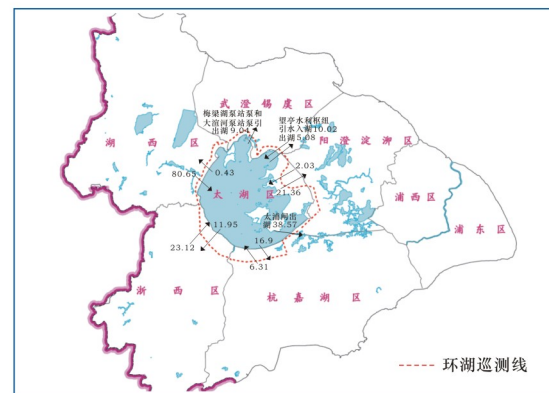 梅梁湖泵站泵和
大渲河泵站泵引
出湖9.04
望亭水利枢纽
引水入湖10.02
出湖5.08
武澄锡虞区
湖西区
阳澄淀泖区
0.43
80.65
2.03
21.36
太湖区
太浦闸出
湖38.57
浦西区
浦东区
11.95
23.12
16.9
6.31
浙西区
杭嘉湖区
环湖巡测线